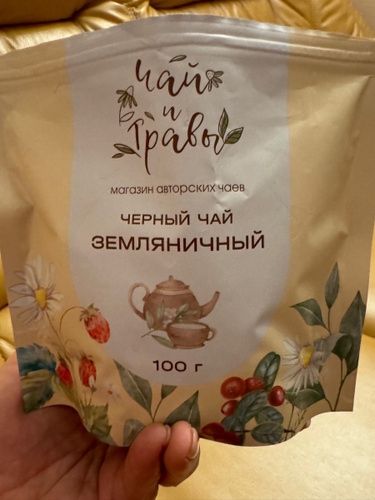 Чай
и
Травы
магазин авторских чаев
ЧЕРНЫЙ ЧАЙ
ЗЕМЛЯНИЧНЫЙ
100 г